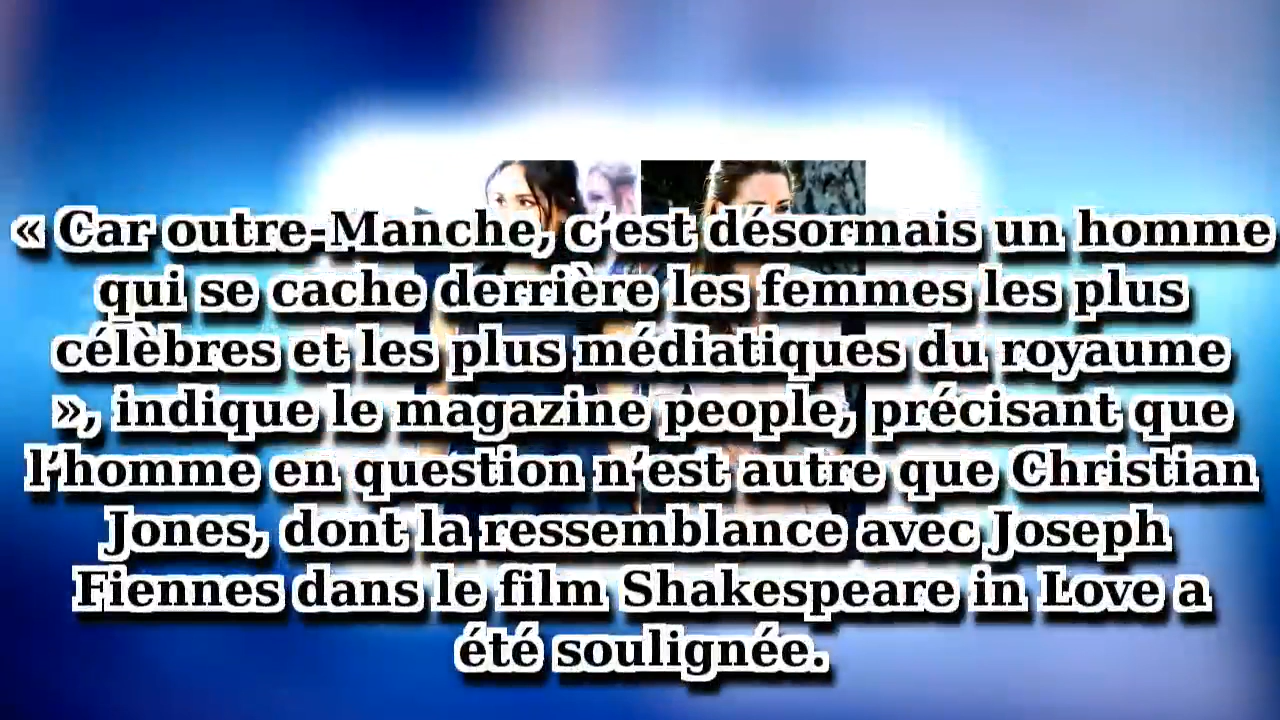 « Car outre-Manche, c’est désormais un homme
qui se cache derrière les femmes les plus
célèbres et les plus médiatiques du royaume
», indique le magazine people, précisant que
l’homme en question n’est autre que Christian
Jones, dont la ressemblance avec Joseph
Fiennes dans le film Shakespeare in Love a
été soulignée.